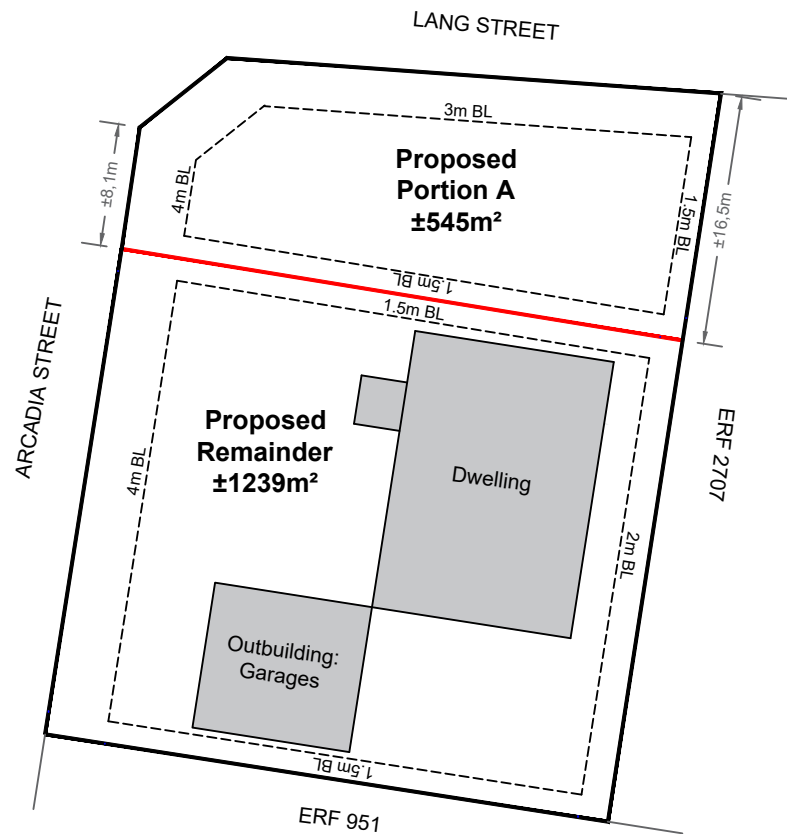 LANG STREET
3m BL
Proposed
Portion A
±545m²
4m BL
1.5m BL
±8,1m
±16,5m
1.5m BL
1.5m BL
ARCADIA STREET
Proposed
Remainder
±1239m²
4m BL
Dwelling
ERF 2707
2m BL
Outbuilding:
Garages
1.5m BL
ERF 951